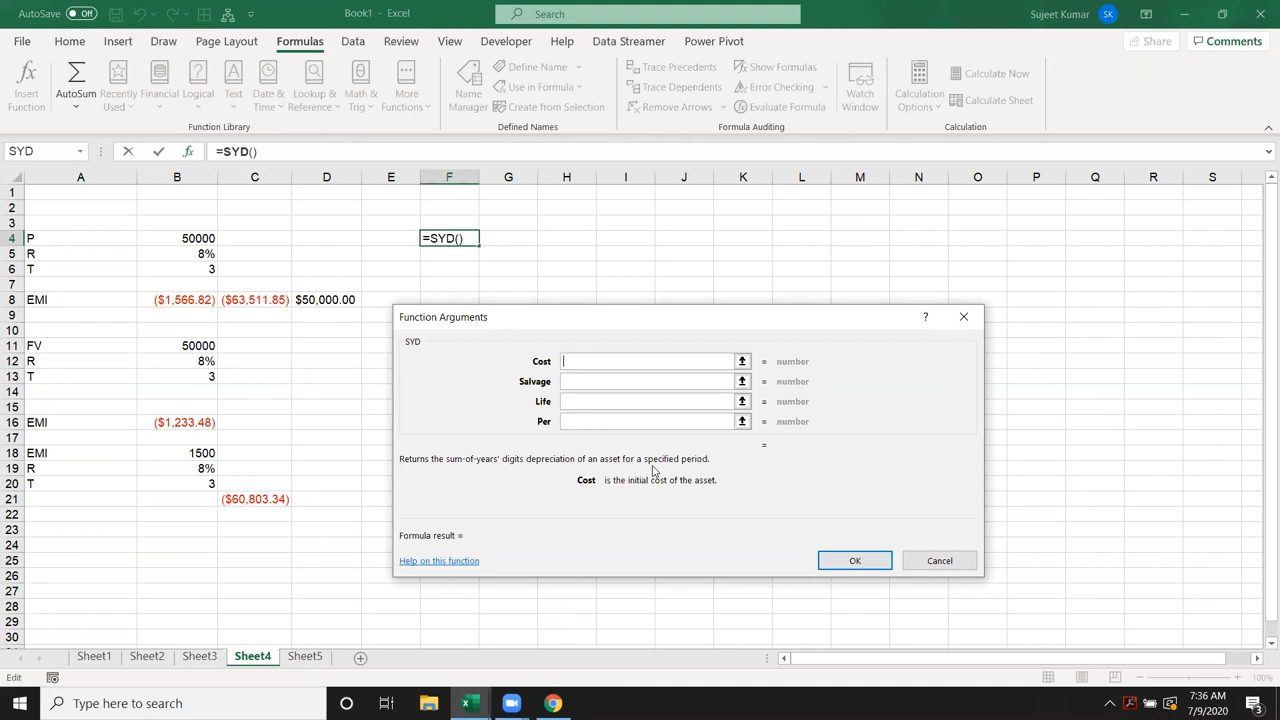 AutoSave Off Book1 - Excel Search Sujeet Kumar SK
File Home Insert Draw Page Layout Formulas Data Review View Developer Help Data Streamer Power Pivot Share Comments
Insert Function
AutoSum
Recently Used
Financial
Logical
Text
Date & Time
Lookup & Reference
Math & Trig
More Functions
Function Library
Name Manager
Define Name
Use in Formula
Create from Selection
Defined Names
Trace Precedents
Trace Dependents
Remove Arrows
Show Formulas
Error Checking
Evaluate Formula
Formula Auditing
Watch Window
Calculation Options
Calculate Now
Calculate Sheet
Calculation
SYD fx =SYD()
A B C D E F G H I J K L M N O P Q R S
1
2
3
4 P 50000 =SYD()
5 R 8%
6 T 3
7
8 EMI ($1,566.82) ($63,511.85) $50,000.00
9
10
11 FV 50000
12 R 8%
13 T 3
14
15
16 EMI ($1,233.48)
17
18 EMI 1500
19 R 8%
20 T 3
21 ($60,803.34)
22
23
24
25
26
27
28
29
30
Function Arguments ?
SYD
Cost = number
Salvage = number
Life = number
Per = number
=
Returns the sum-of-years' digits depreciation of an asset for a specified period.
Cost is the initial cost of the asset.
Formula result =
Help on this function OK Cancel
Sheet1 Sheet2 Sheet3 Sheet4 Sheet5
Edit 100%
Type here to search 7:36 AM
7/9/2020 3